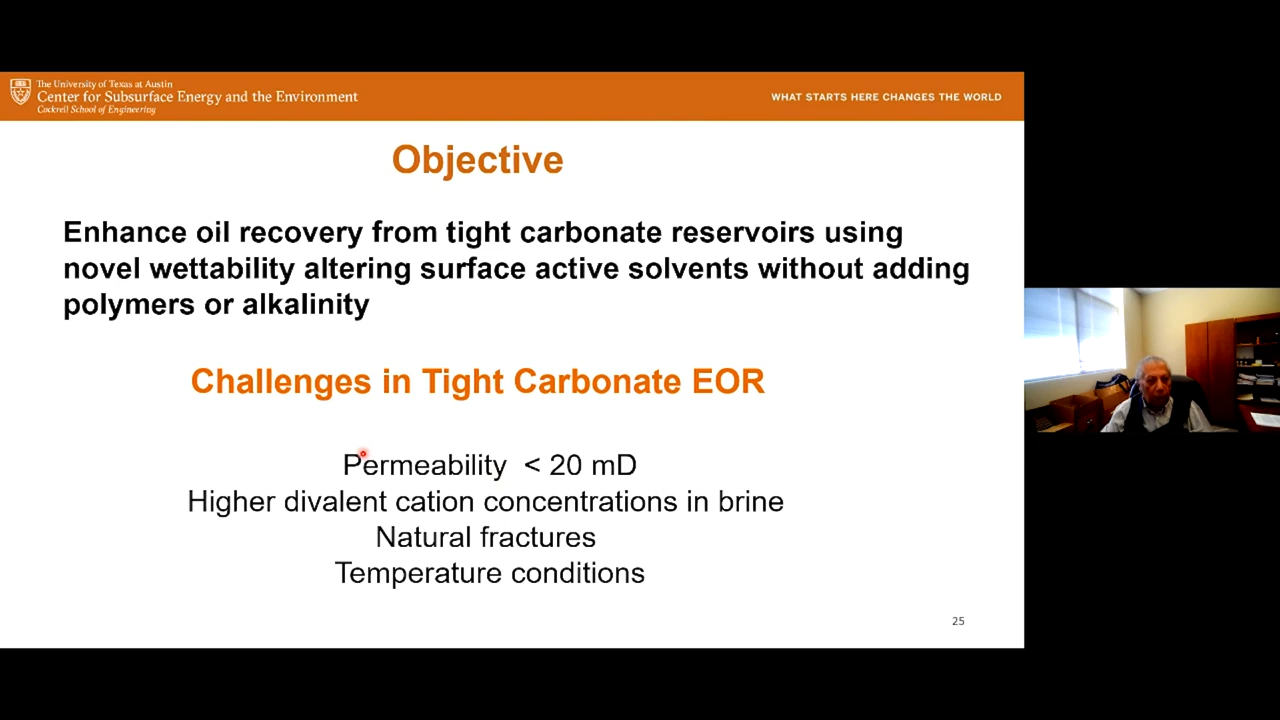 The University of Texas at Austin
Center for Subsurface Energy and the Environment
Cockrell School of Engineering
WHAT STARTS HERE CHANGES THE WORLD
Objective
Enhance oil recovery from tight carbonate reservoirs using
novel wettability altering surface active solvents without adding
polymers or alkalinity
Challenges in Tight Carbonate EOR
Permeability < 20 mD
Higher divalent cation concentrations in brine
Natural fractures
Temperature conditions
25